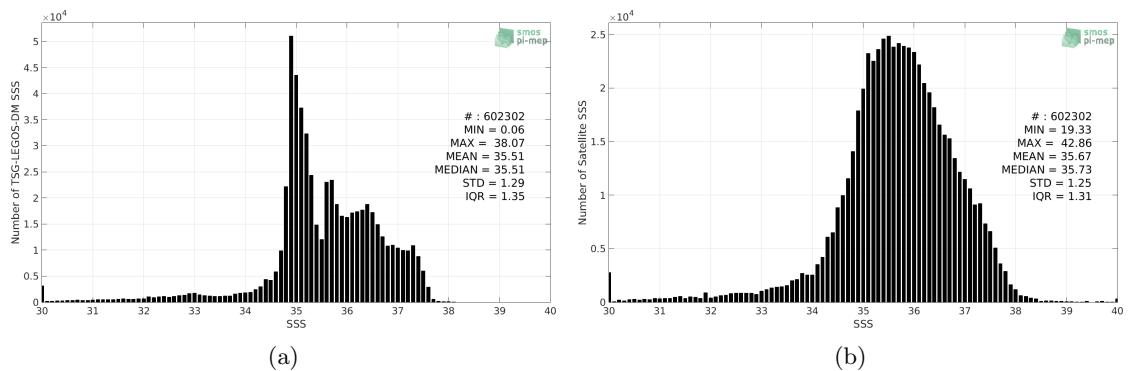 ×10⁴
5
4.5
4
3.5
3
2.5
2
1.5
1
0.5
0
Number of TSG-LEGOS-DM SSS
smos
pi-mep
# : 602302
MIN = 0.06
MAX = 38.07
MEAN = 35.51
MEDIAN = 35.51
STD = 1.29
IQR = 1.35
30 31 32 33 34 35 36 37 38 39 40
SSS
(a)
×10⁴
2.5
2
1.5
1
0.5
0
Number of Satellite SSS
smos
pi-mep
# : 602302
MIN = 19.33
MAX = 42.86
MEAN = 35.67
MEDIAN = 35.73
STD = 1.25
IQR = 1.31
30 31 32 33 34 35 36 37 38 39 40
SSS
(b)